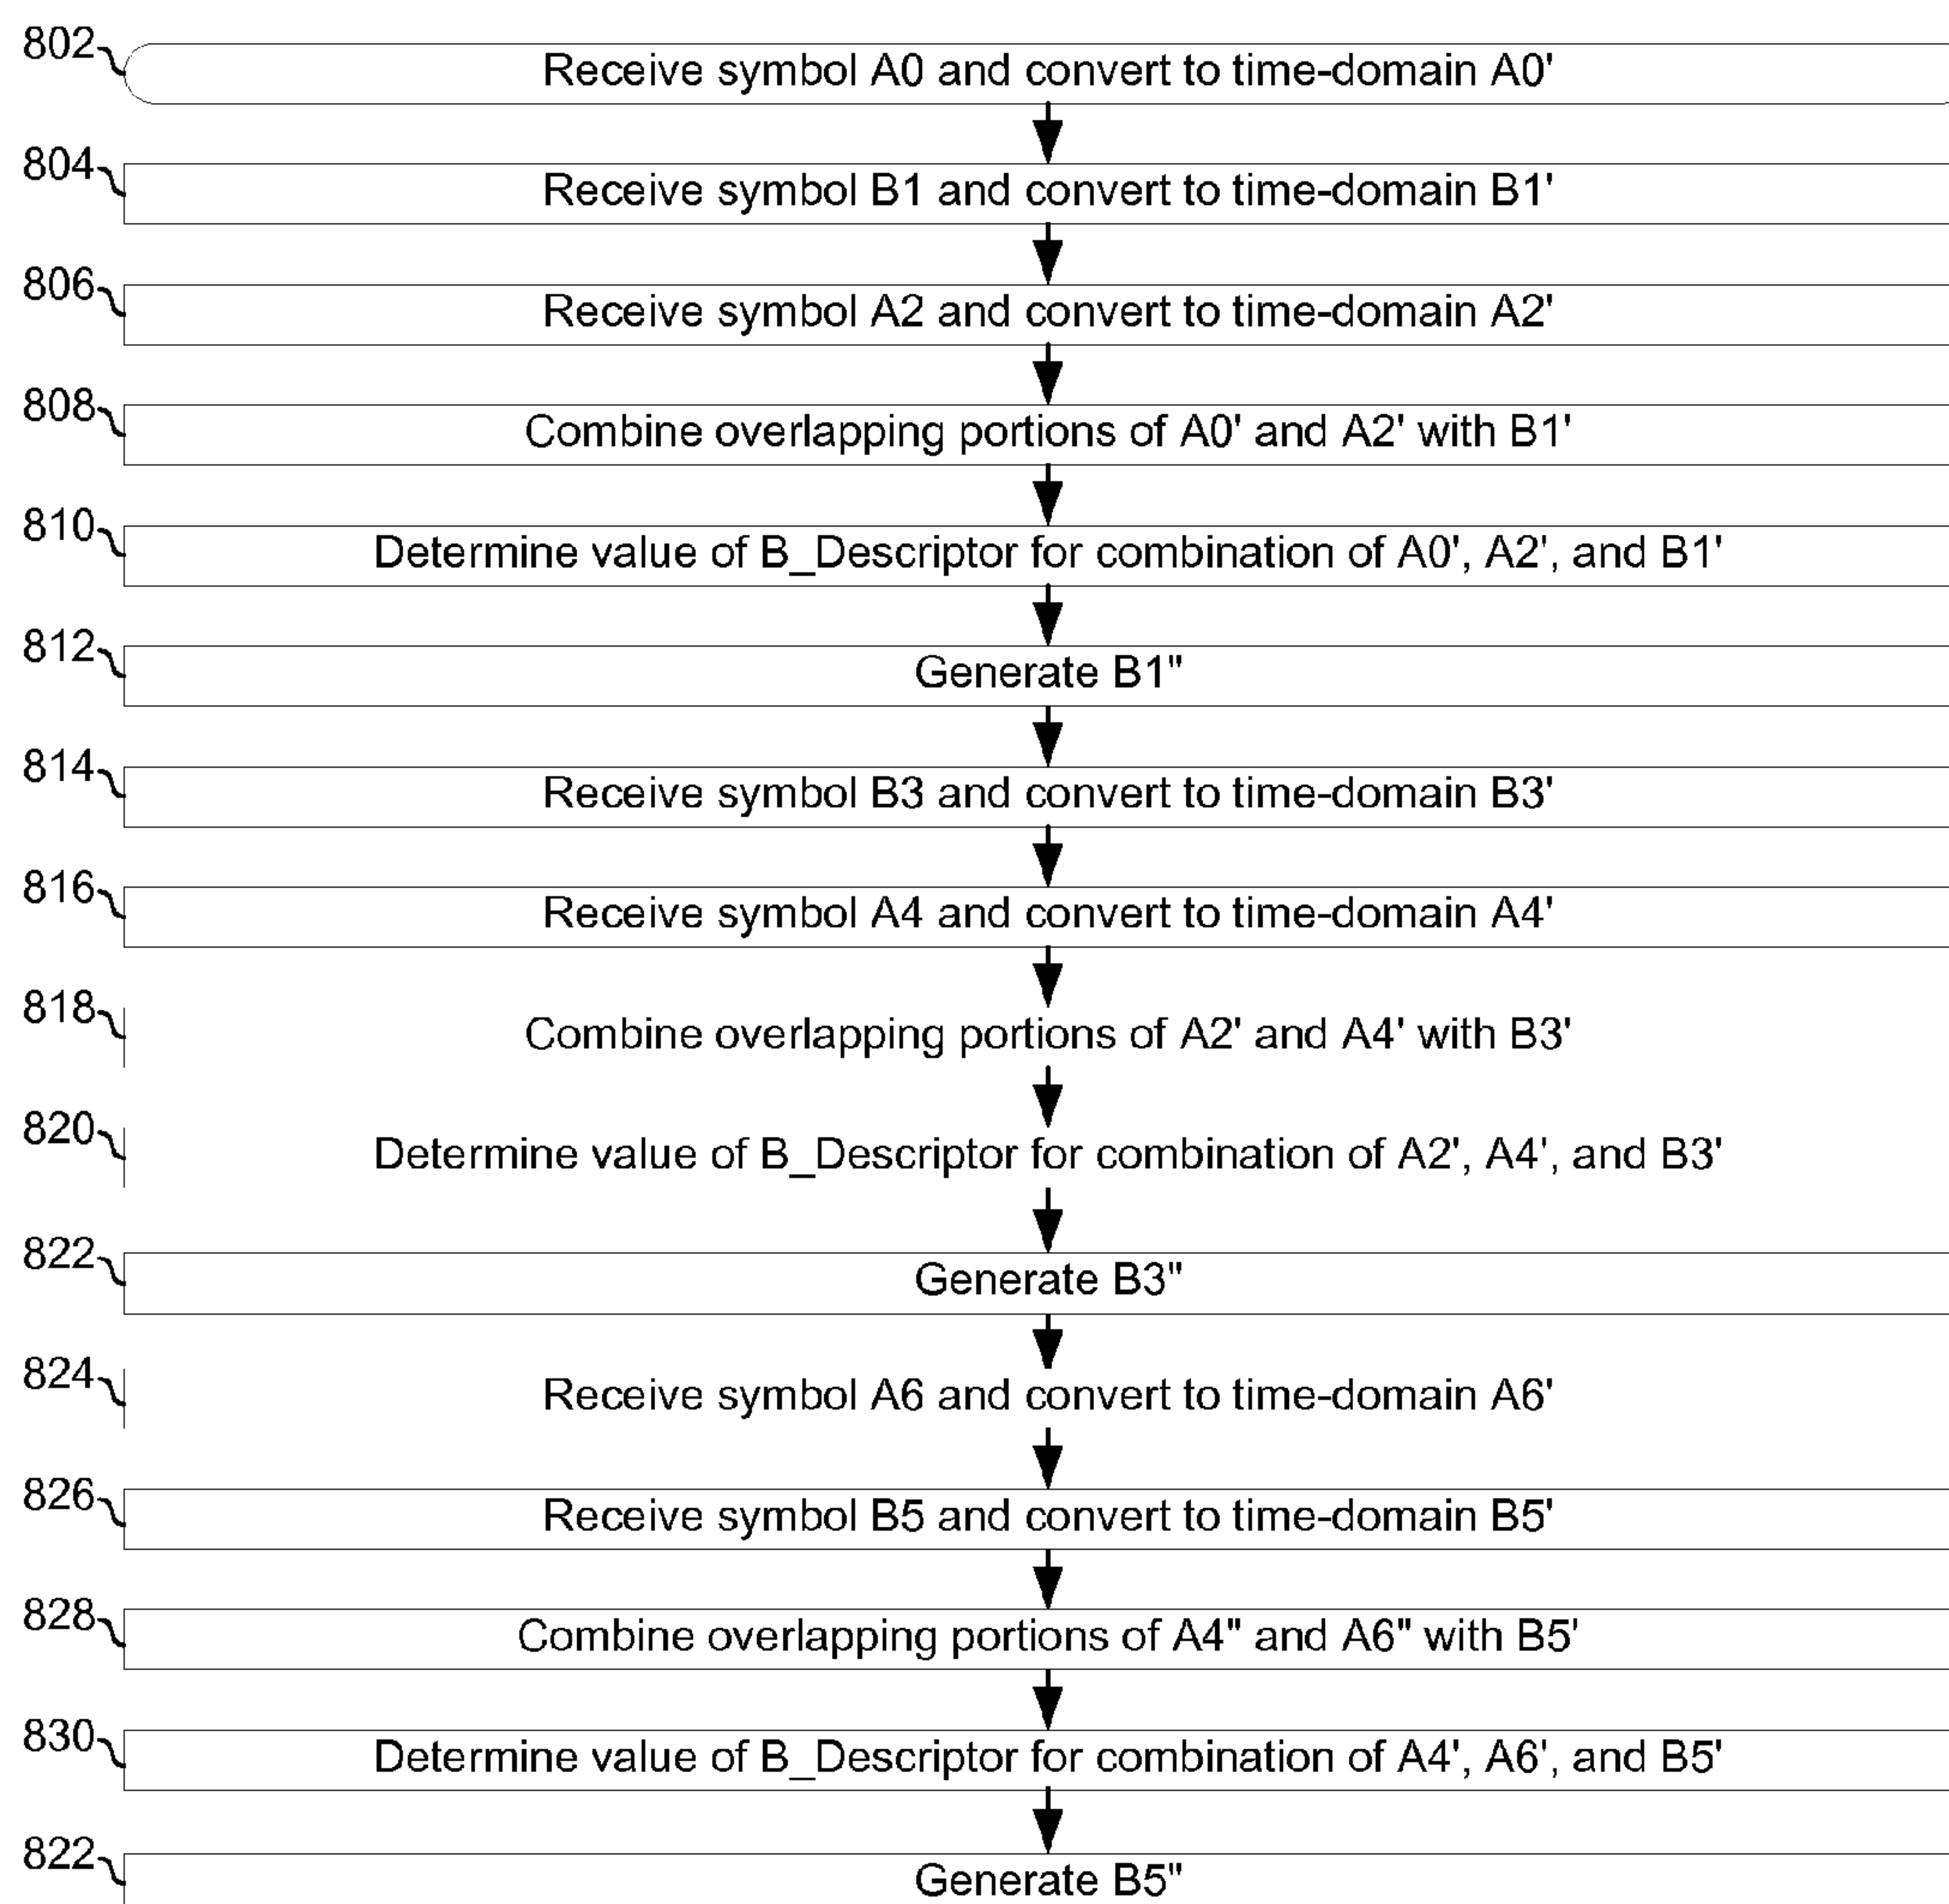 802
Receive symbol A0 and convert to time-domain A0'
804
Receive symbol B1 and convert to time-domain B1'
806
Receive symbol A2 and convert to time-domain A2'
808
Combine overlapping portions of A0' and A2' with B1'
810
Determine value of B_Descriptor for combination of A0', A2', and B1'
812
Generate B1"
814
Receive symbol B3 and convert to time-domain B3'
816
Receive symbol A4 and convert to time-domain A4'
818
Combine overlapping portions of A2' and A4' with B3'
820
Determine value of B_Descriptor for combination of A2', A4', and B3'
822
Generate B3"
824
Receive symbol A6 and convert to time-domain A6'
826
Receive symbol B5 and convert to time-domain B5'
828
Combine overlapping portions of A4" and A6" with B5'
830
Determine value of B_Descriptor for combination of A4', A6', and B5'
822
Generate B5"